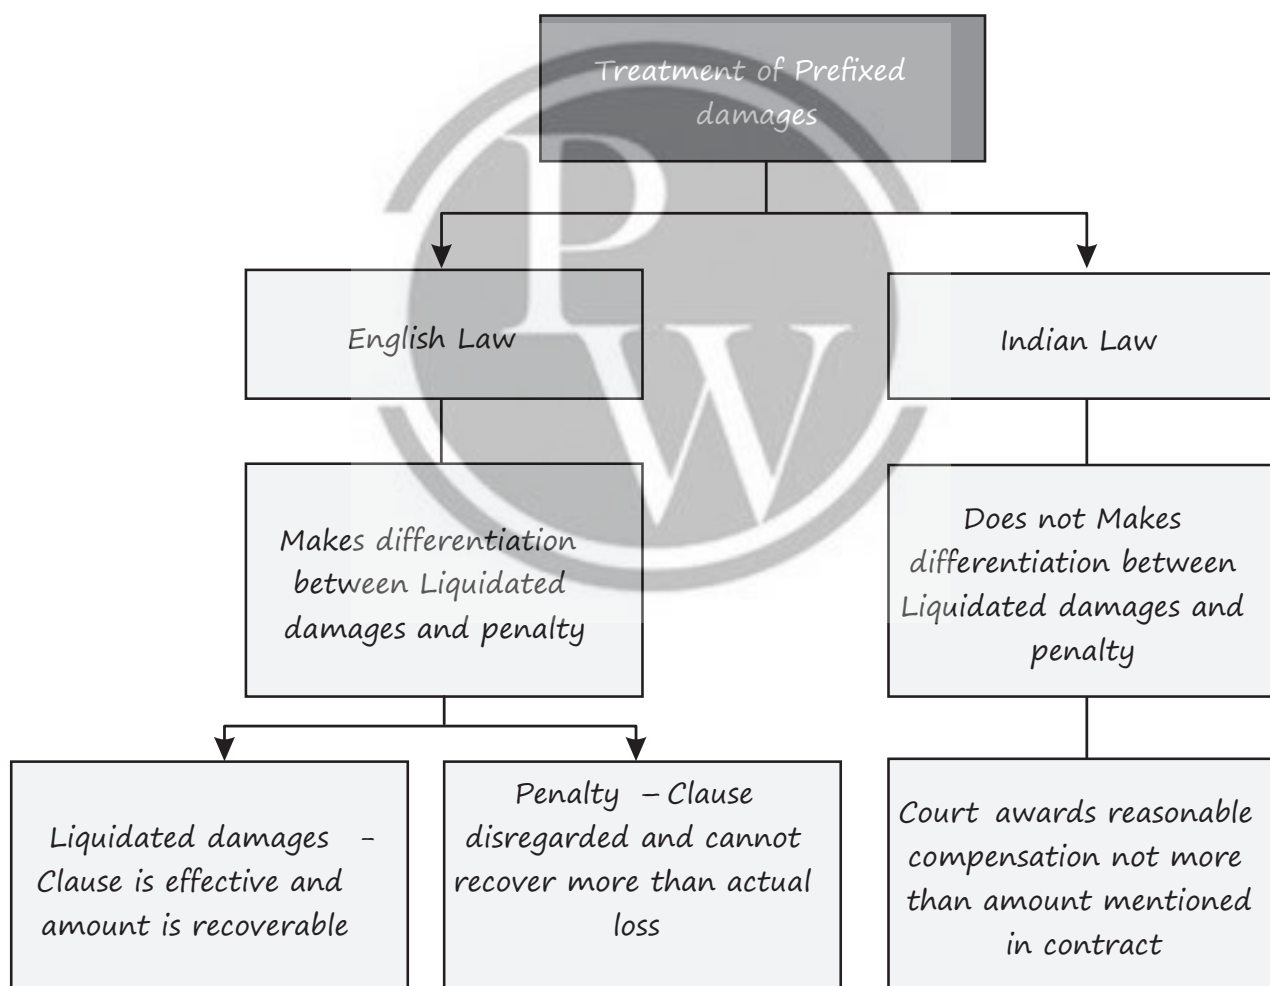 Treatment of Prefixed
damages
PW
English Law
Indian Law
Makes differentiation
between Liquidated
damages and penalty
Does not Makes
differentiation between
Liquidated damages and
penalty
Liquidated damages -
Clause is effective and
amount is recoverable
Penalty – Clause
disregarded and cannot
recover more than actual
loss
Court awards reasonable
compensation not more
than amount mentioned
in contract